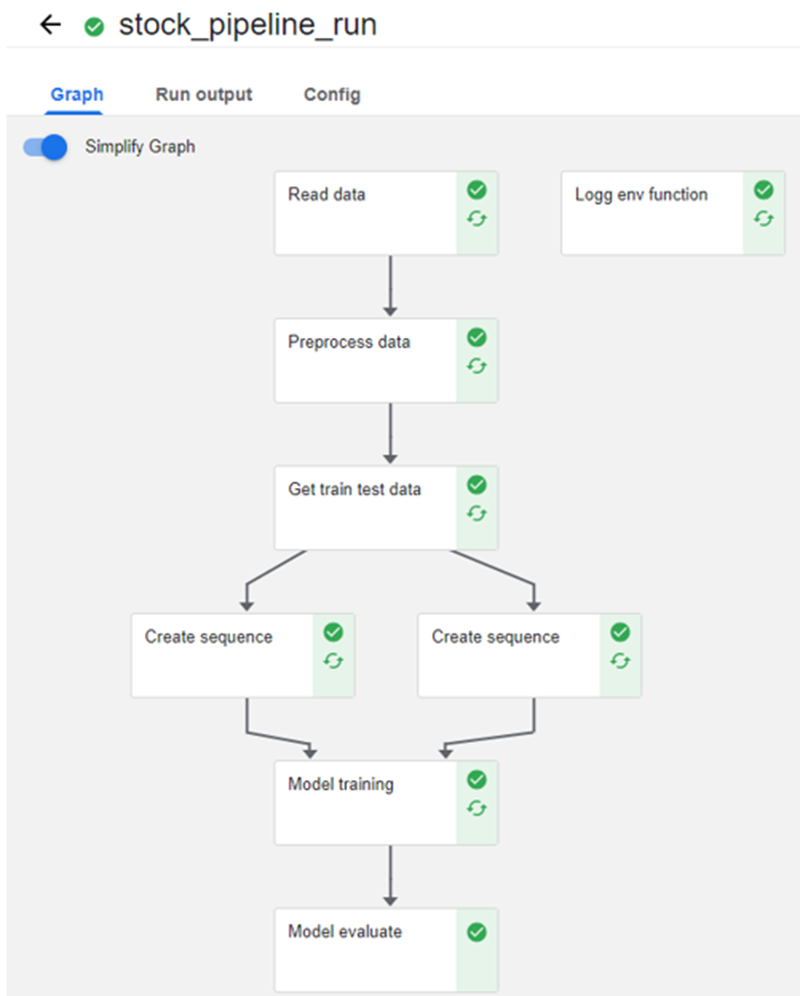 stock_pipeline_run
Graph Run output Config
Simplify Graph
Read data
Logg env function
Preprocess data
Get train test data
Create sequence
Create sequence
Model training
Model evaluate